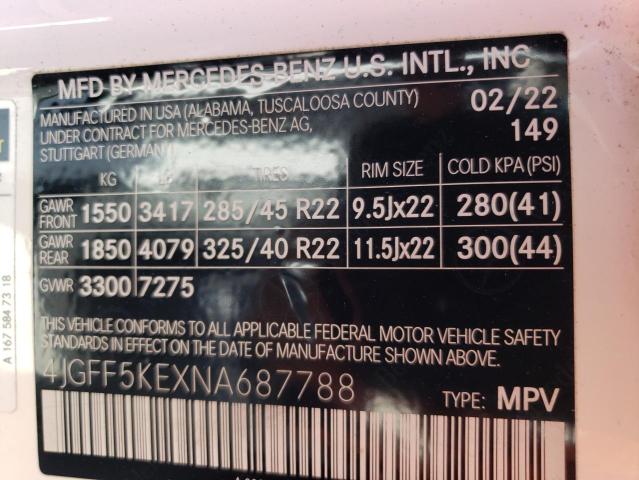 MFD BY MERCEDES-BENZ U.S. INTL., INC
MANUFACTURED IN USA (ALABAMA, TUSCALOOSA COUNTY) 02/22
UNDER CONTRACT FOR MERCEDES-BENZ AG, 149
STUTTGART (GERMANY)
KG LB TIRES RIM SIZE COLD KPA (PSI)
GAWR FRONT 1550 3417 285/45 R22 9.5Jx22 280(41)
GAWR REAR 1850 4079 325/40 R22 11.5Jx22 300(44)
GVWR 3300 7275
THIS VEHICLE CONFORMS TO ALL APPLICABLE FEDERAL MOTOR VEHICLE SAFETY
STANDARDS IN EFFECT ON THE DATE OF MANUFACTURE SHOWN ABOVE.
4JGFF5KEXNA687788 TYPE: MPV
A 167 584 73 18